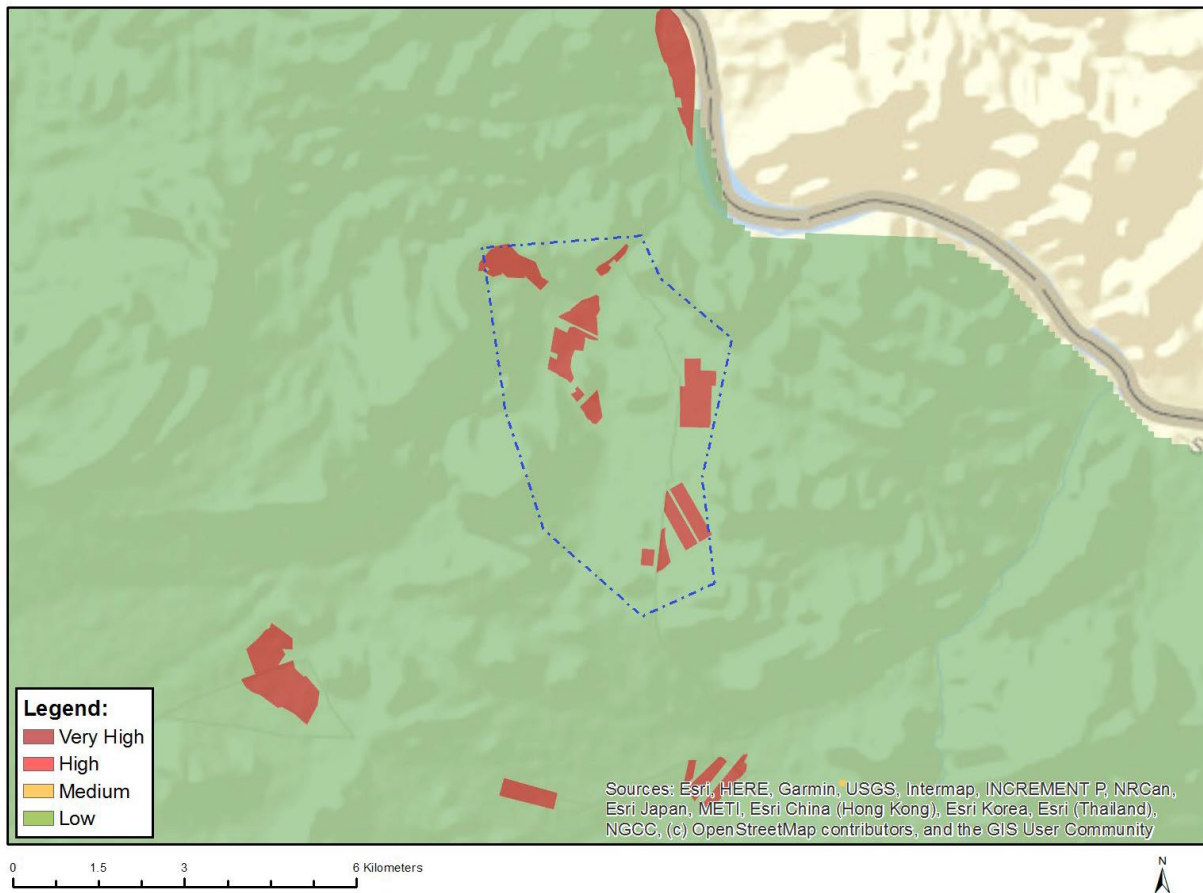 Legend:
Very High
High
Medium
Low
Sources: Esri, HERE, Garmin, USGS, Intermap, INCREMENT P, NRCan,
Esri Japan, METI, Esri China (Hong Kong), Esri Korea, Esri (Thailand),
NGCC, (c) OpenStreetMap contributors, and the GIS User Community
0 1.5 3 6 Kilometers
N